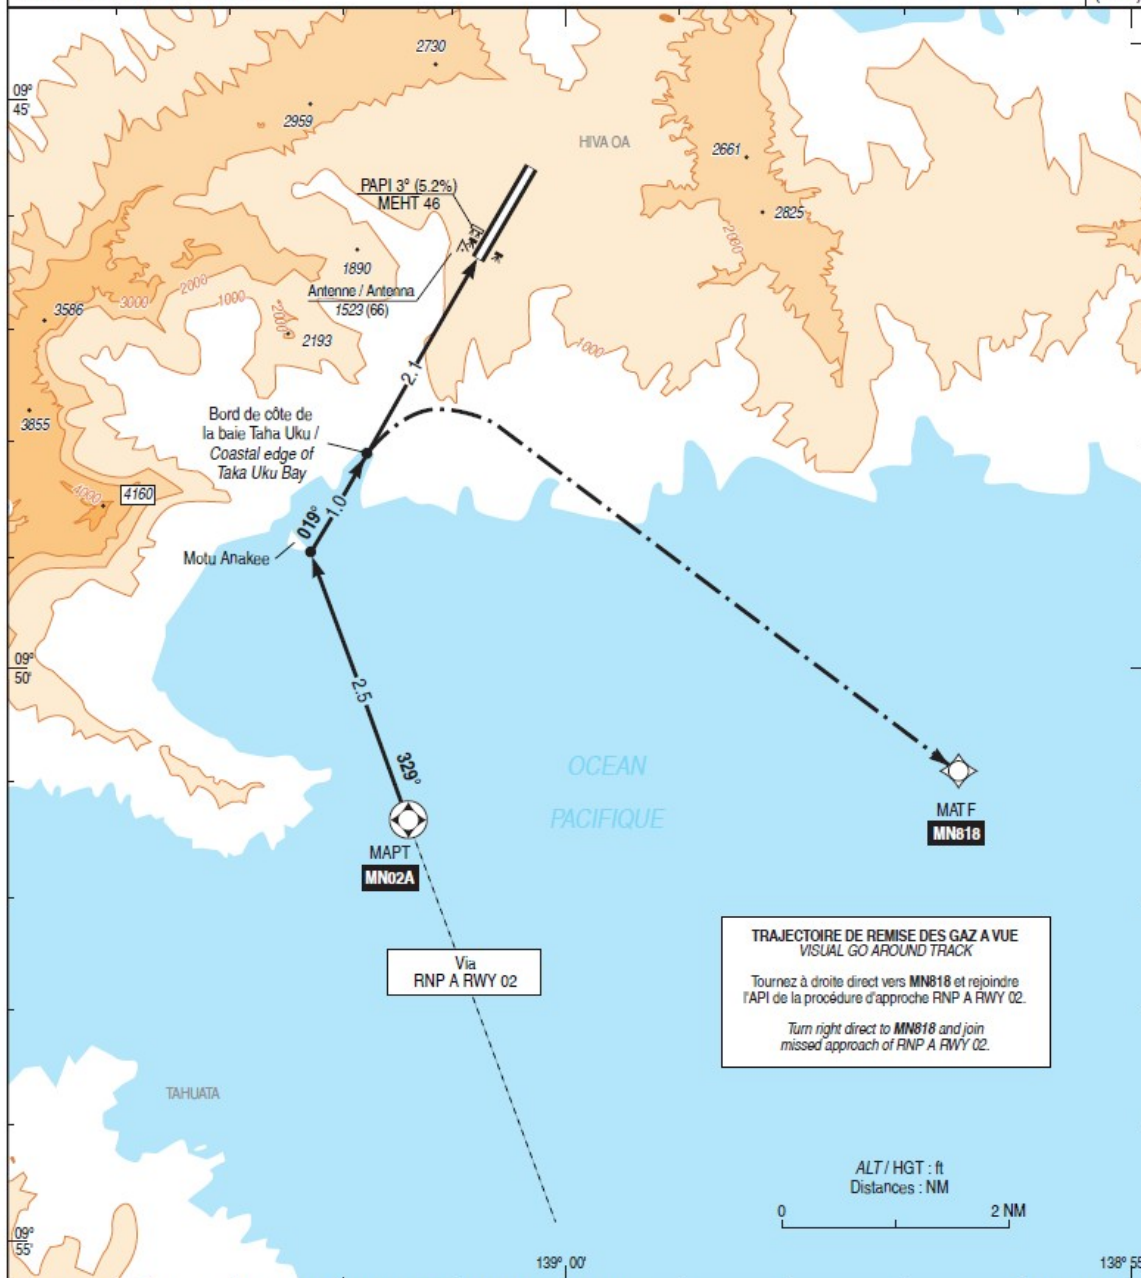 2730
09°
45'
2959
HIVA OA
2661
PAPI 3° (5.2%)
MEHT 46
2825
2000
1890
Antenne / Antenna
1523 (66)
3000
2000
1000
3586
2000
2193
1000
2.1
3855
Bord de côte de
la baie Taha Uku /
Coastal edge of
Taka Uku Bay
4000
4160
019°
1.0
Motu Anakee
09°
50'
2.5
329°
OCEAN
PACIFIQUE
MAPT
MN02A
MATF
MN818
Via
RNP A RWY 02
TRAJECTOIRE DE REMISE DES GAZ A VUE
VISUAL GO AROUND TRACK
Tournez à droite direct vers MN818 et rejoindre
l'API de la procédure d'approche RNP A RWY 02.
Turn right direct to MN818 and join
missed approach of RNP A RWY 02.
TAHUATA
ALT / HGT : ft
Distances : NM
0
2 NM
09°
55'
139° 00'
138° 55